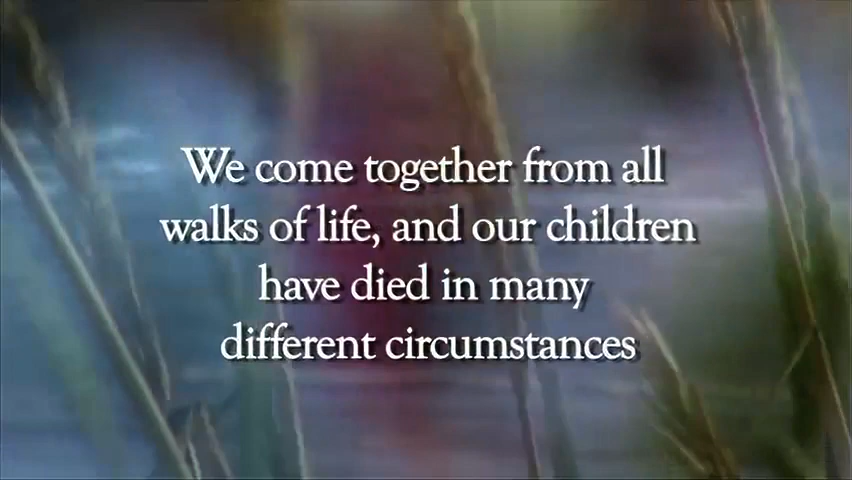 We come together from all
walks of life, and our children
have died in many
different circumstances